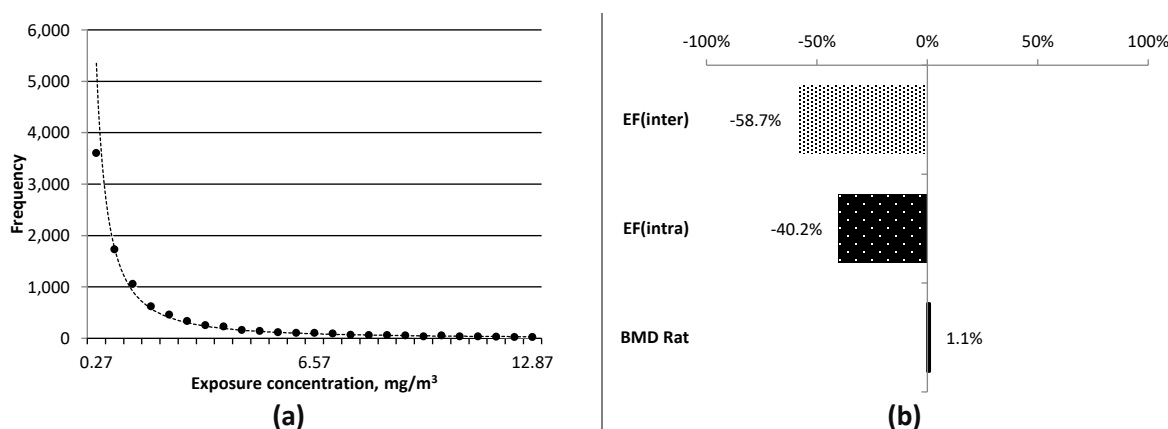 6,000
5,000
4,000
3,000
2,000
1,000
0
Frequency
0.27 6.57 12.87
Exposure concentration, mg/m³
(a)
-100% -50% 0% 50% 100%
EF(inter) -58.7%
EF(intra) -40.2%
BMD Rat 1.1%
(b)